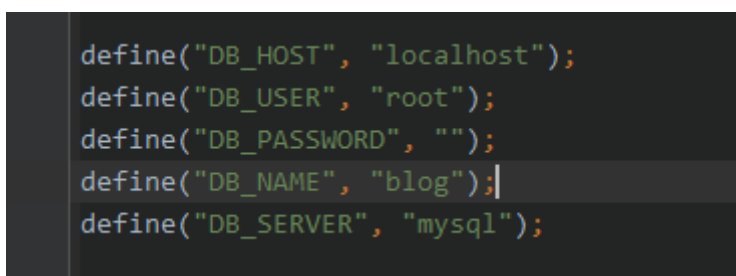 define("DB_HOST", "localhost");
define("DB_USER", "root");
define("DB_PASSWORD", "");
define("DB_NAME", "blog");
define("DB_SERVER", "mysql");